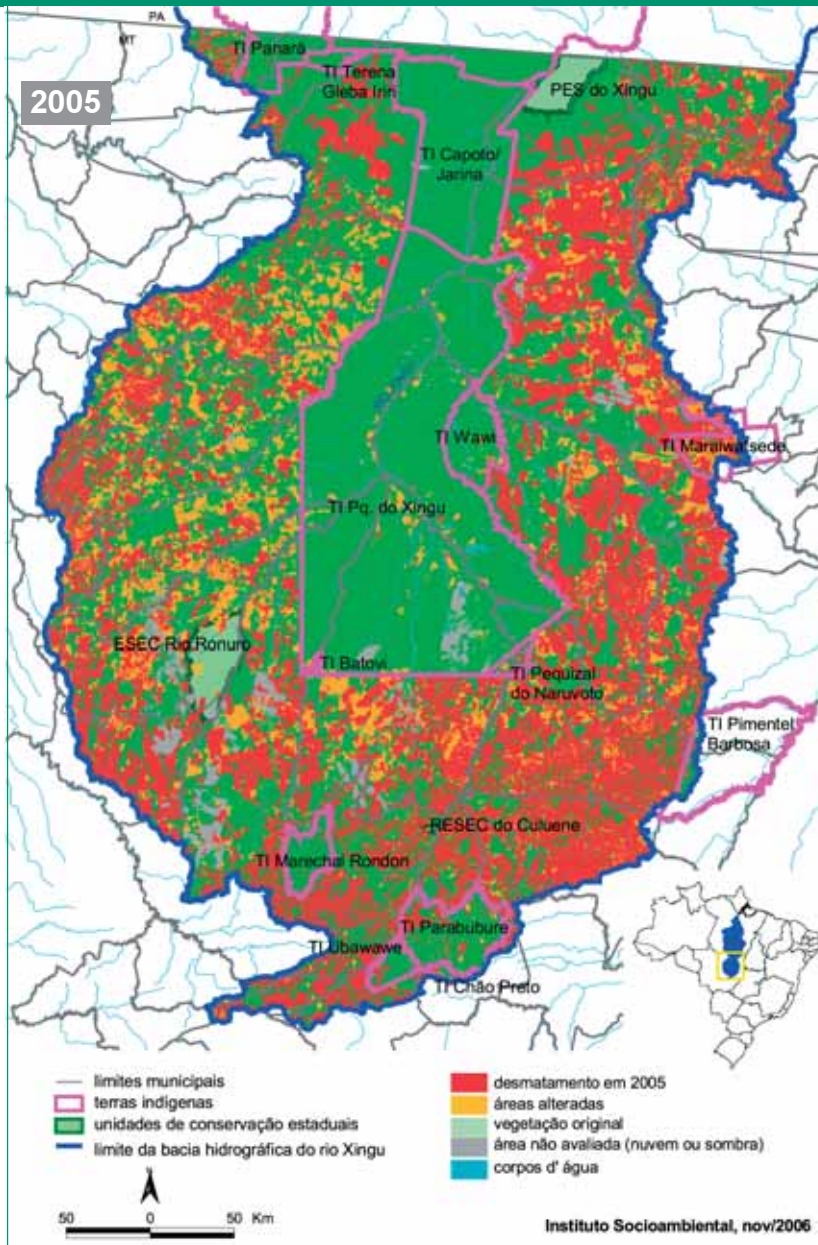 PA
MT
2005
TI Panará
TI Terena
Gleba Iriri
PES do Xingu
TI Capoto/
Jarina
TI Wawi
TI Maraiwatsede
TI Pq. do Xingu
ESEC Rio Ronuro
TI Batovi
TI Pequizal
do Naruvoto
TI Pimentel
Barbosa
RESEC do Culuene
TI Marechal Rondon
TI Parabubure
TI Ubawawe
TI Chão Preto
limites municipais
terras indígenas
unidades de conservação estaduais
limite da bacia hidrográfica do rio Xingu
desmatamento em 2005
áreas alteradas
vegetação original
área não avaliada (nuvem ou sombra)
corpos d' água
N
50 0 50 Km
Instituto Socioambiental, nov/2006